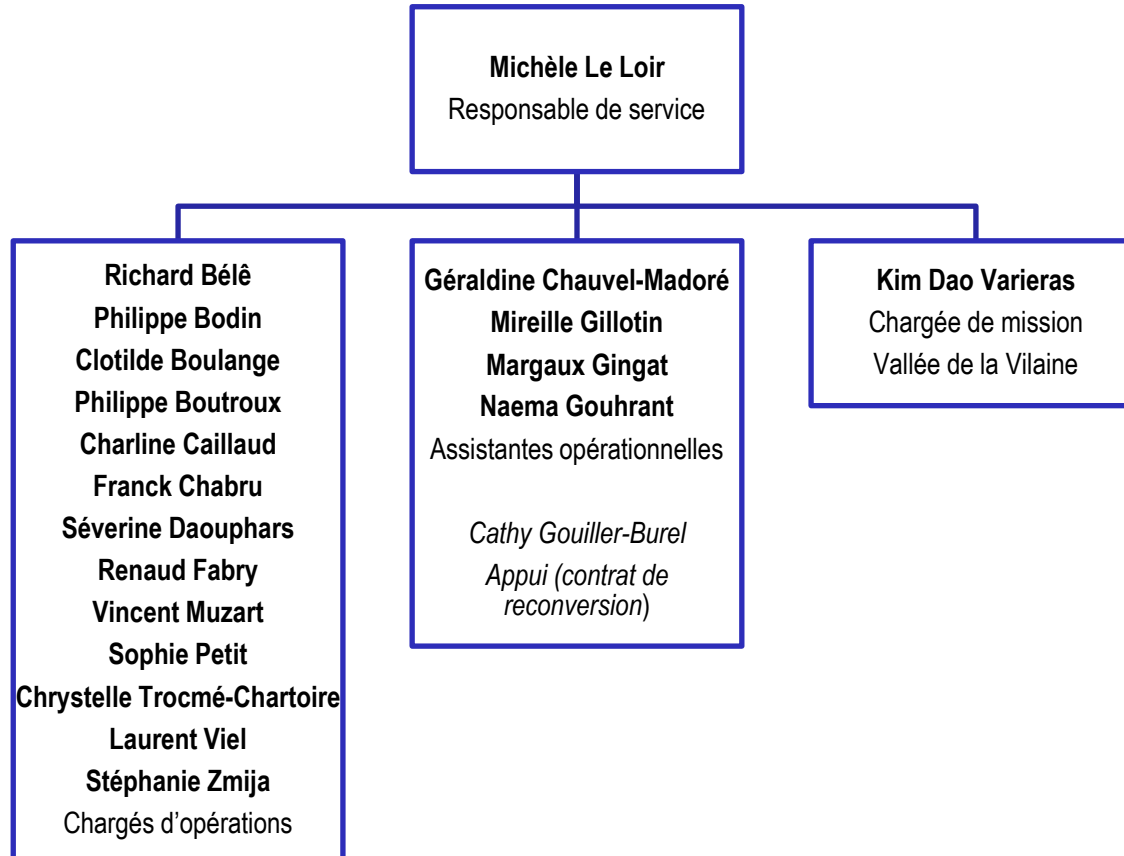 Michèle Le Loir
Responsable de service
Richard Bélê
Philippe Bodin
Clotilde Boulange
Philippe Boutroux
Charline Caillaud
Franck Chabru
Séverine Daouphars
Renaud Fabry
Vincent Muzart
Sophie Petit
Chrystelle Trocmé-Chartoire
Laurent Viel
Stéphanie Zmija
Chargés d’opérations
Géraldine Chauvel-Madoré
Mireille Gillotin
Margaux Gingat
Naema Gouhrant
Assistantes opérationnelles
Cathy Gouiller-Burel
Appui (contrat de
reconversion)
Kim Dao Varieras
Chargée de mission
Vallée de la Vilaine